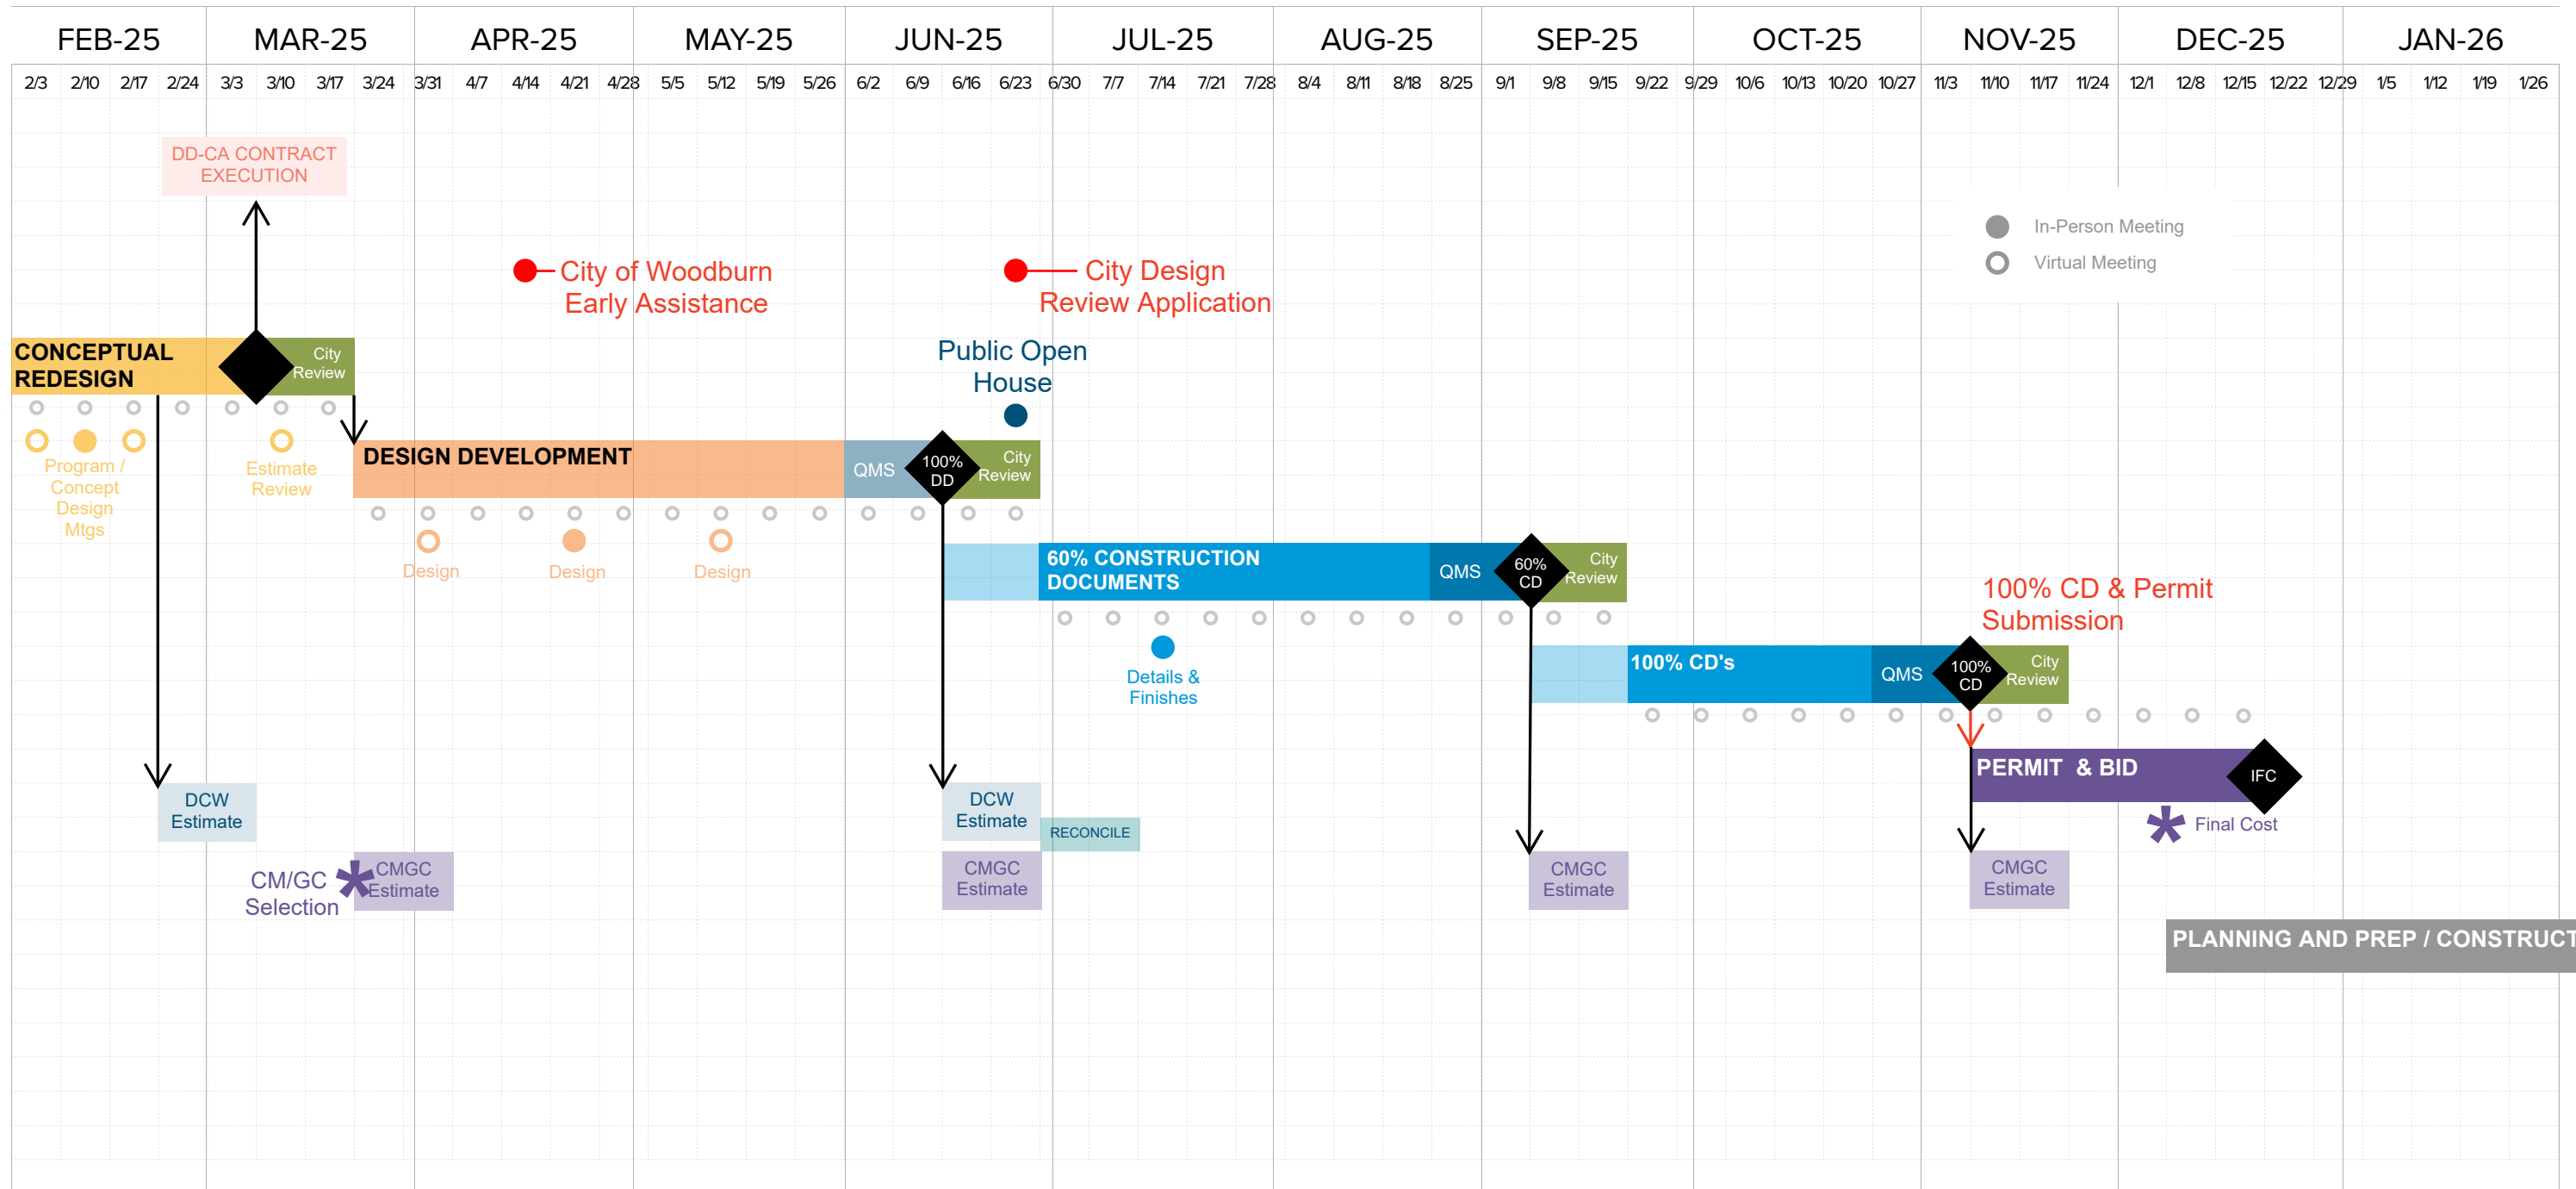 FEB-25 MAR-25 APR-25 MAY-25 JUN-25 JUL-25 AUG-25 SEP-25 OCT-25 NOV-25 DEC-25 JAN-26
2/3 2/10 2/17 2/24 3/3 3/10 3/17 3/24 3/31 4/7 4/14 4/21 4/28 5/5 5/12 5/19 5/26 6/2 6/9 6/16 6/23 6/30 7/7 7/14 7/21 7/28 8/4 8/11 8/18 8/25 9/1 9/8 9/15 9/22 9/29 10/6 10/13 10/20 10/27 11/3 11/10 11/17 11/24 12/1 12/8 12/15 12/22 12/29 1/5 1/12 1/19 1/26
DD-CA CONTRACT
EXECUTION
In-Person Meeting
Virtual Meeting
City of Woodburn
Early Assistance
City Design
Review Application
Public Open
House
CONCEPTUAL
REDESIGN
City
Review
Program /
Concept
Design
Mtgs
Estimate
Review
DESIGN DEVELOPMENT
QMS
100%
DD
City
Review
Design
Design
Design
60% CONSTRUCTION
DOCUMENTS
QMS
60%
CD
City
Review
Details &
Finishes
100% CD & Permit
Submission
100% CD's
QMS
100%
CD
City
Review
PERMIT & BID
IFC
Final Cost
DCW
Estimate
DCW
Estimate
RECONCILE
CM/GC
Selection
CMGC
Estimate
CMGC
Estimate
CMGC
Estimate
CMGC
Estimate
PLANNING AND PREP / CONSTRUCT